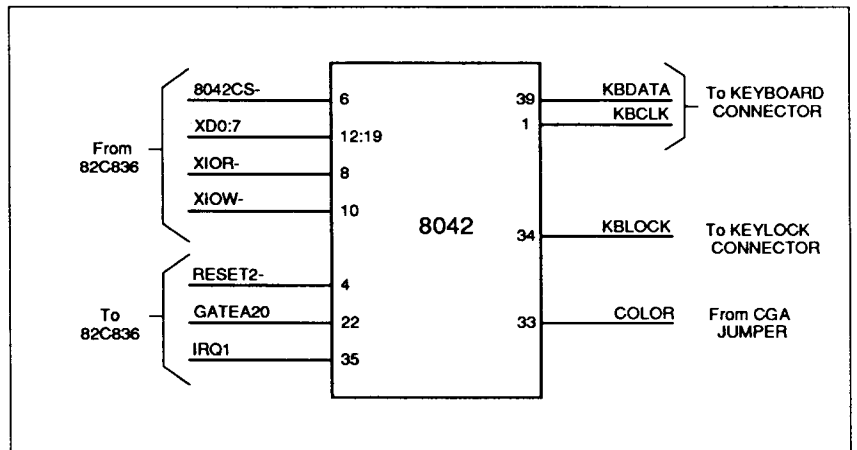 From
82C836
8042CS-
6
XD0:7
12:19
XIOR-
8
XIOW-
10
To
82C836
RESET2-
4
GATEA20
22
IRQ1
35
8042
39
KBDATA
1
KBCLK
To KEYBOARD
CONNECTOR
34
KBLOCK
To KEYLOCK
CONNECTOR
33
COLOR
From CGA
JUMPER